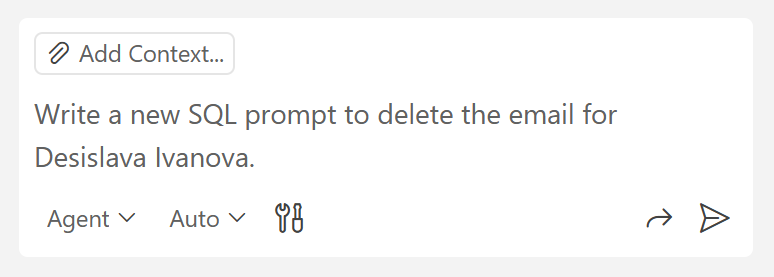 Add Context...
Write a new SQL prompt to delete the email for
Desislava Ivanova.
Agent Auto